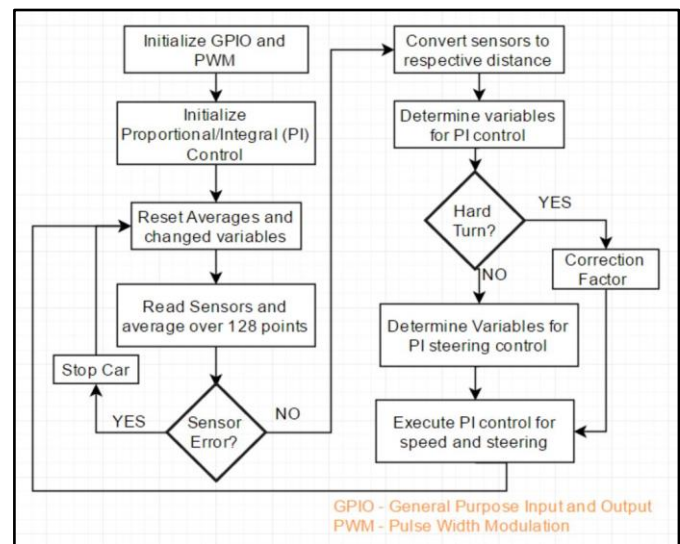 Initialize GPIO and
PWM
Initialize
Proportional/Integral (PI)
Control
Reset Averages and
changed variables
Read Sensors and
average over 128 points
Stop Car
YES
Sensor
Error?
NO
Convert sensors to
respective distance
Determine variables
for PI control
Hard
Turn?
YES
Correction
Factor
NO
Determine Variables for
PI steering control
Execute PI control for
speed and steering
GPIO - General Purpose Input and Output
PWM - Pulse Width Modulation